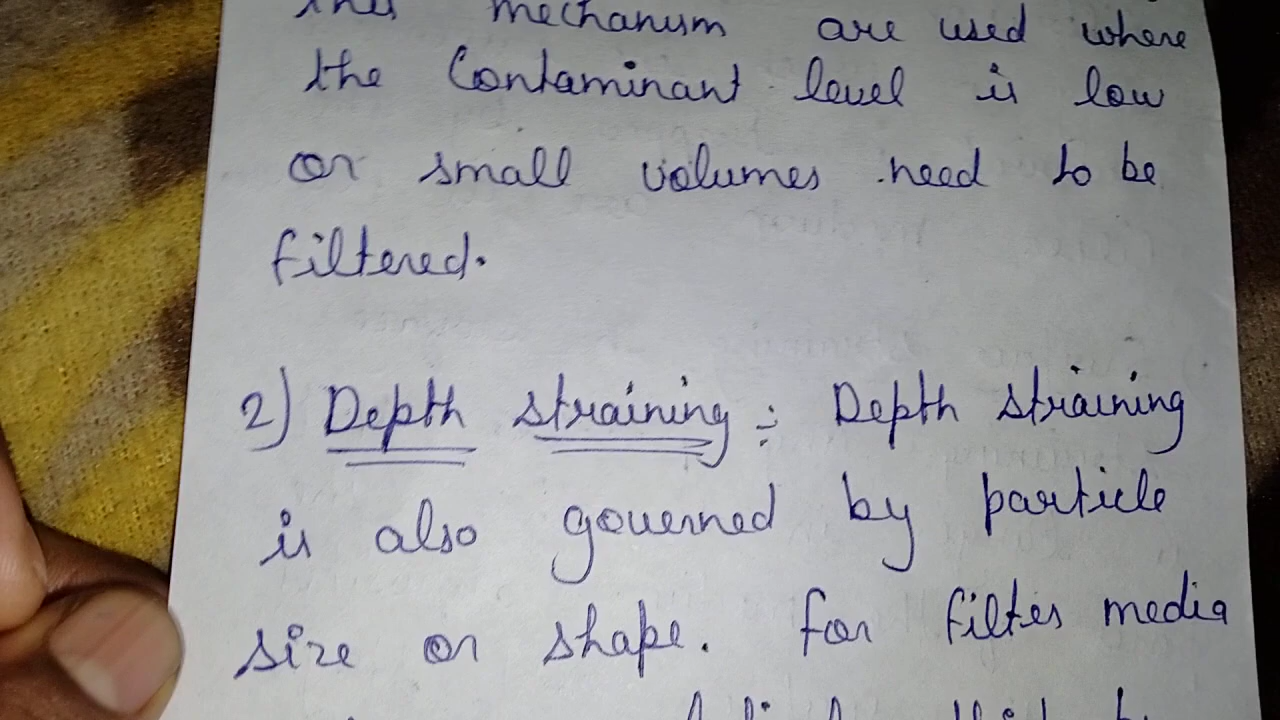 this mechanism are used where
the Contaminant level is low
or small volumes need to be
filtered.
2) Depth straining :- Depth straining
is also governed by particle
size or shape. For filter media